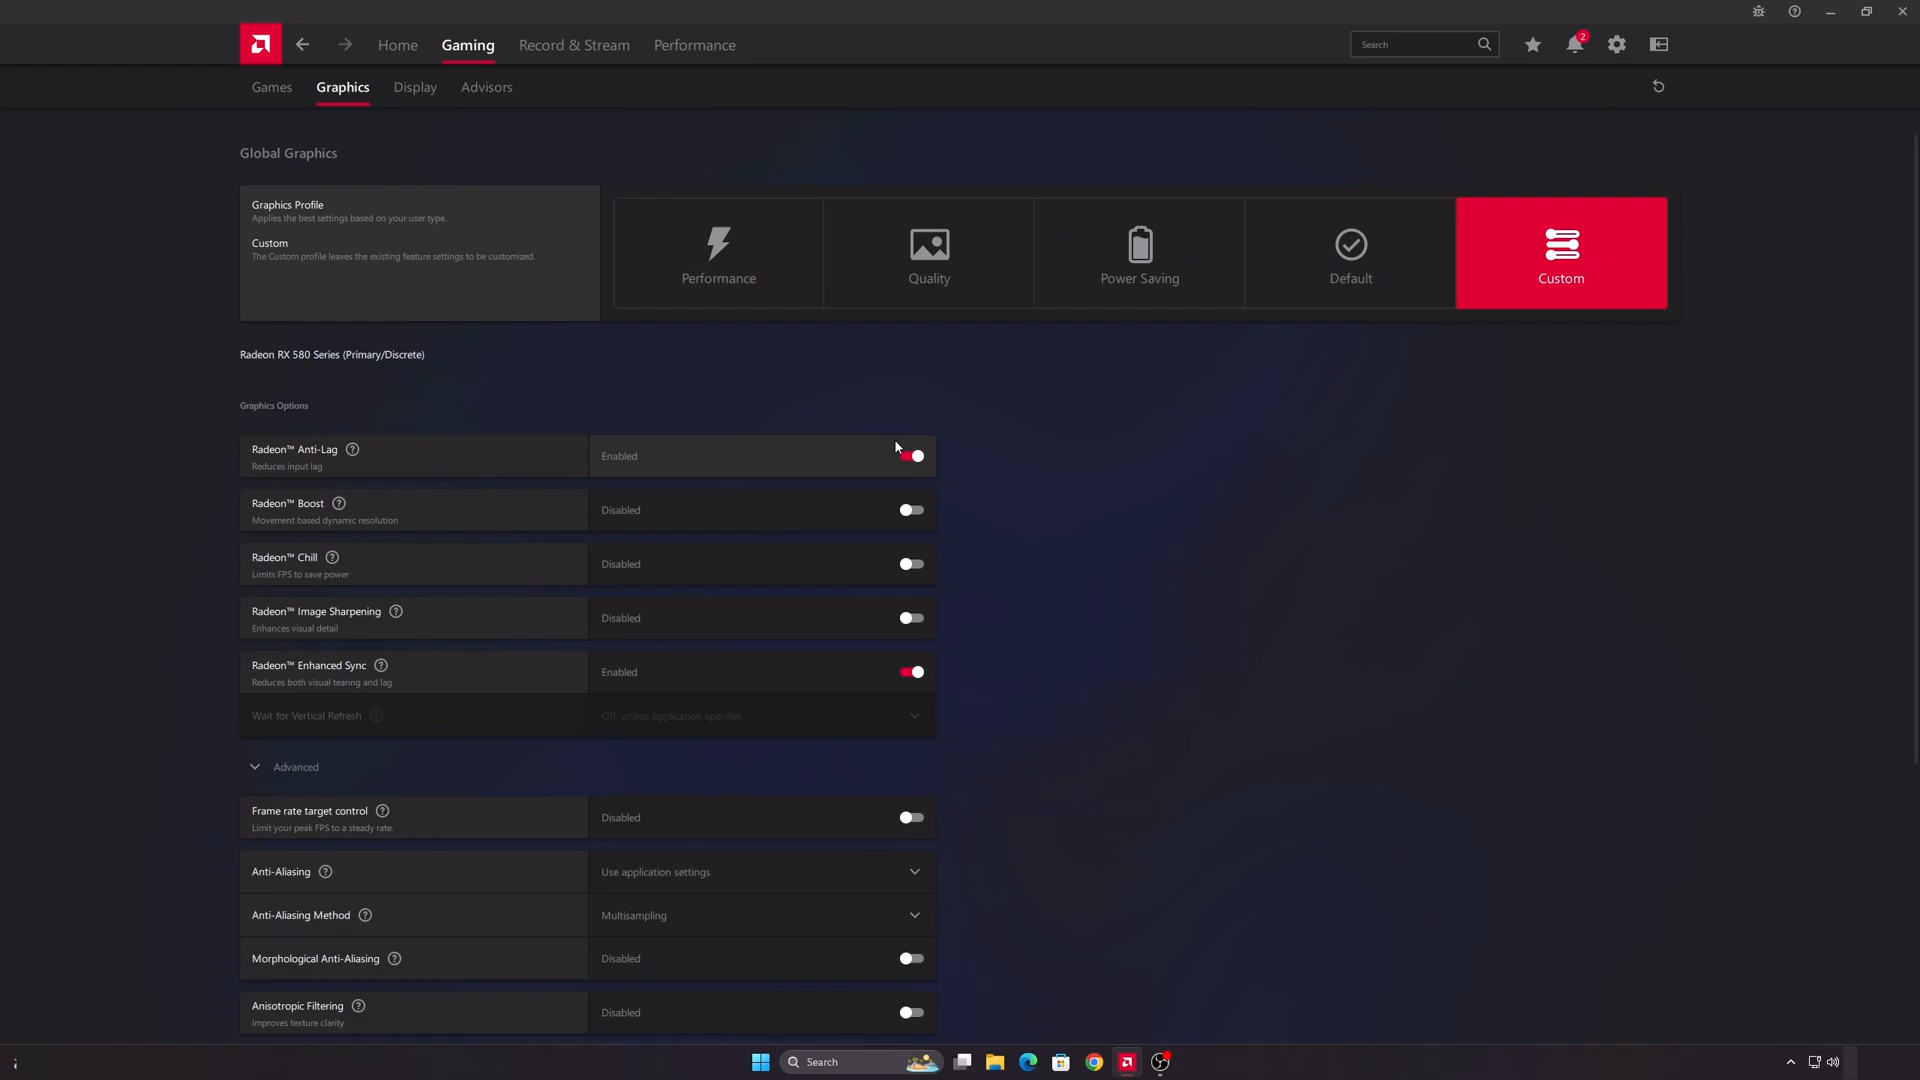 Home
Gaming
Record & Stream
Performance
Search
2
Games
Graphics
Display
Advisors
Global Graphics
Graphics Profile
Applies the best settings based on your user type.
Custom
The Custom profile leaves the existing feature settings to be customized.
Performance
Quality
Power Saving
Default
Custom
Radeon RX 580 Series (Primary/Discrete)
Graphics Options
Radeon™ Anti-Lag
Reduces input lag
Enabled
Radeon™ Boost
Movement based dynamic resolution
Disabled
Radeon™ Chill
Limits FPS to save power
Disabled
Radeon™ Image Sharpening
Enhances visual detail
Disabled
Radeon™ Enhanced Sync
Reduces both visual tearing and lag
Enabled
Wait for Vertical Refresh
Off, unless application specifies
Advanced
Frame rate target control
Limit your peak FPS to a steady rate.
Disabled
Anti-Aliasing
Use application settings
Anti-Aliasing Method
Multisampling
Morphological Anti-Aliasing
Disabled
Anisotropic Filtering
Improves texture clarity
Disabled
Search